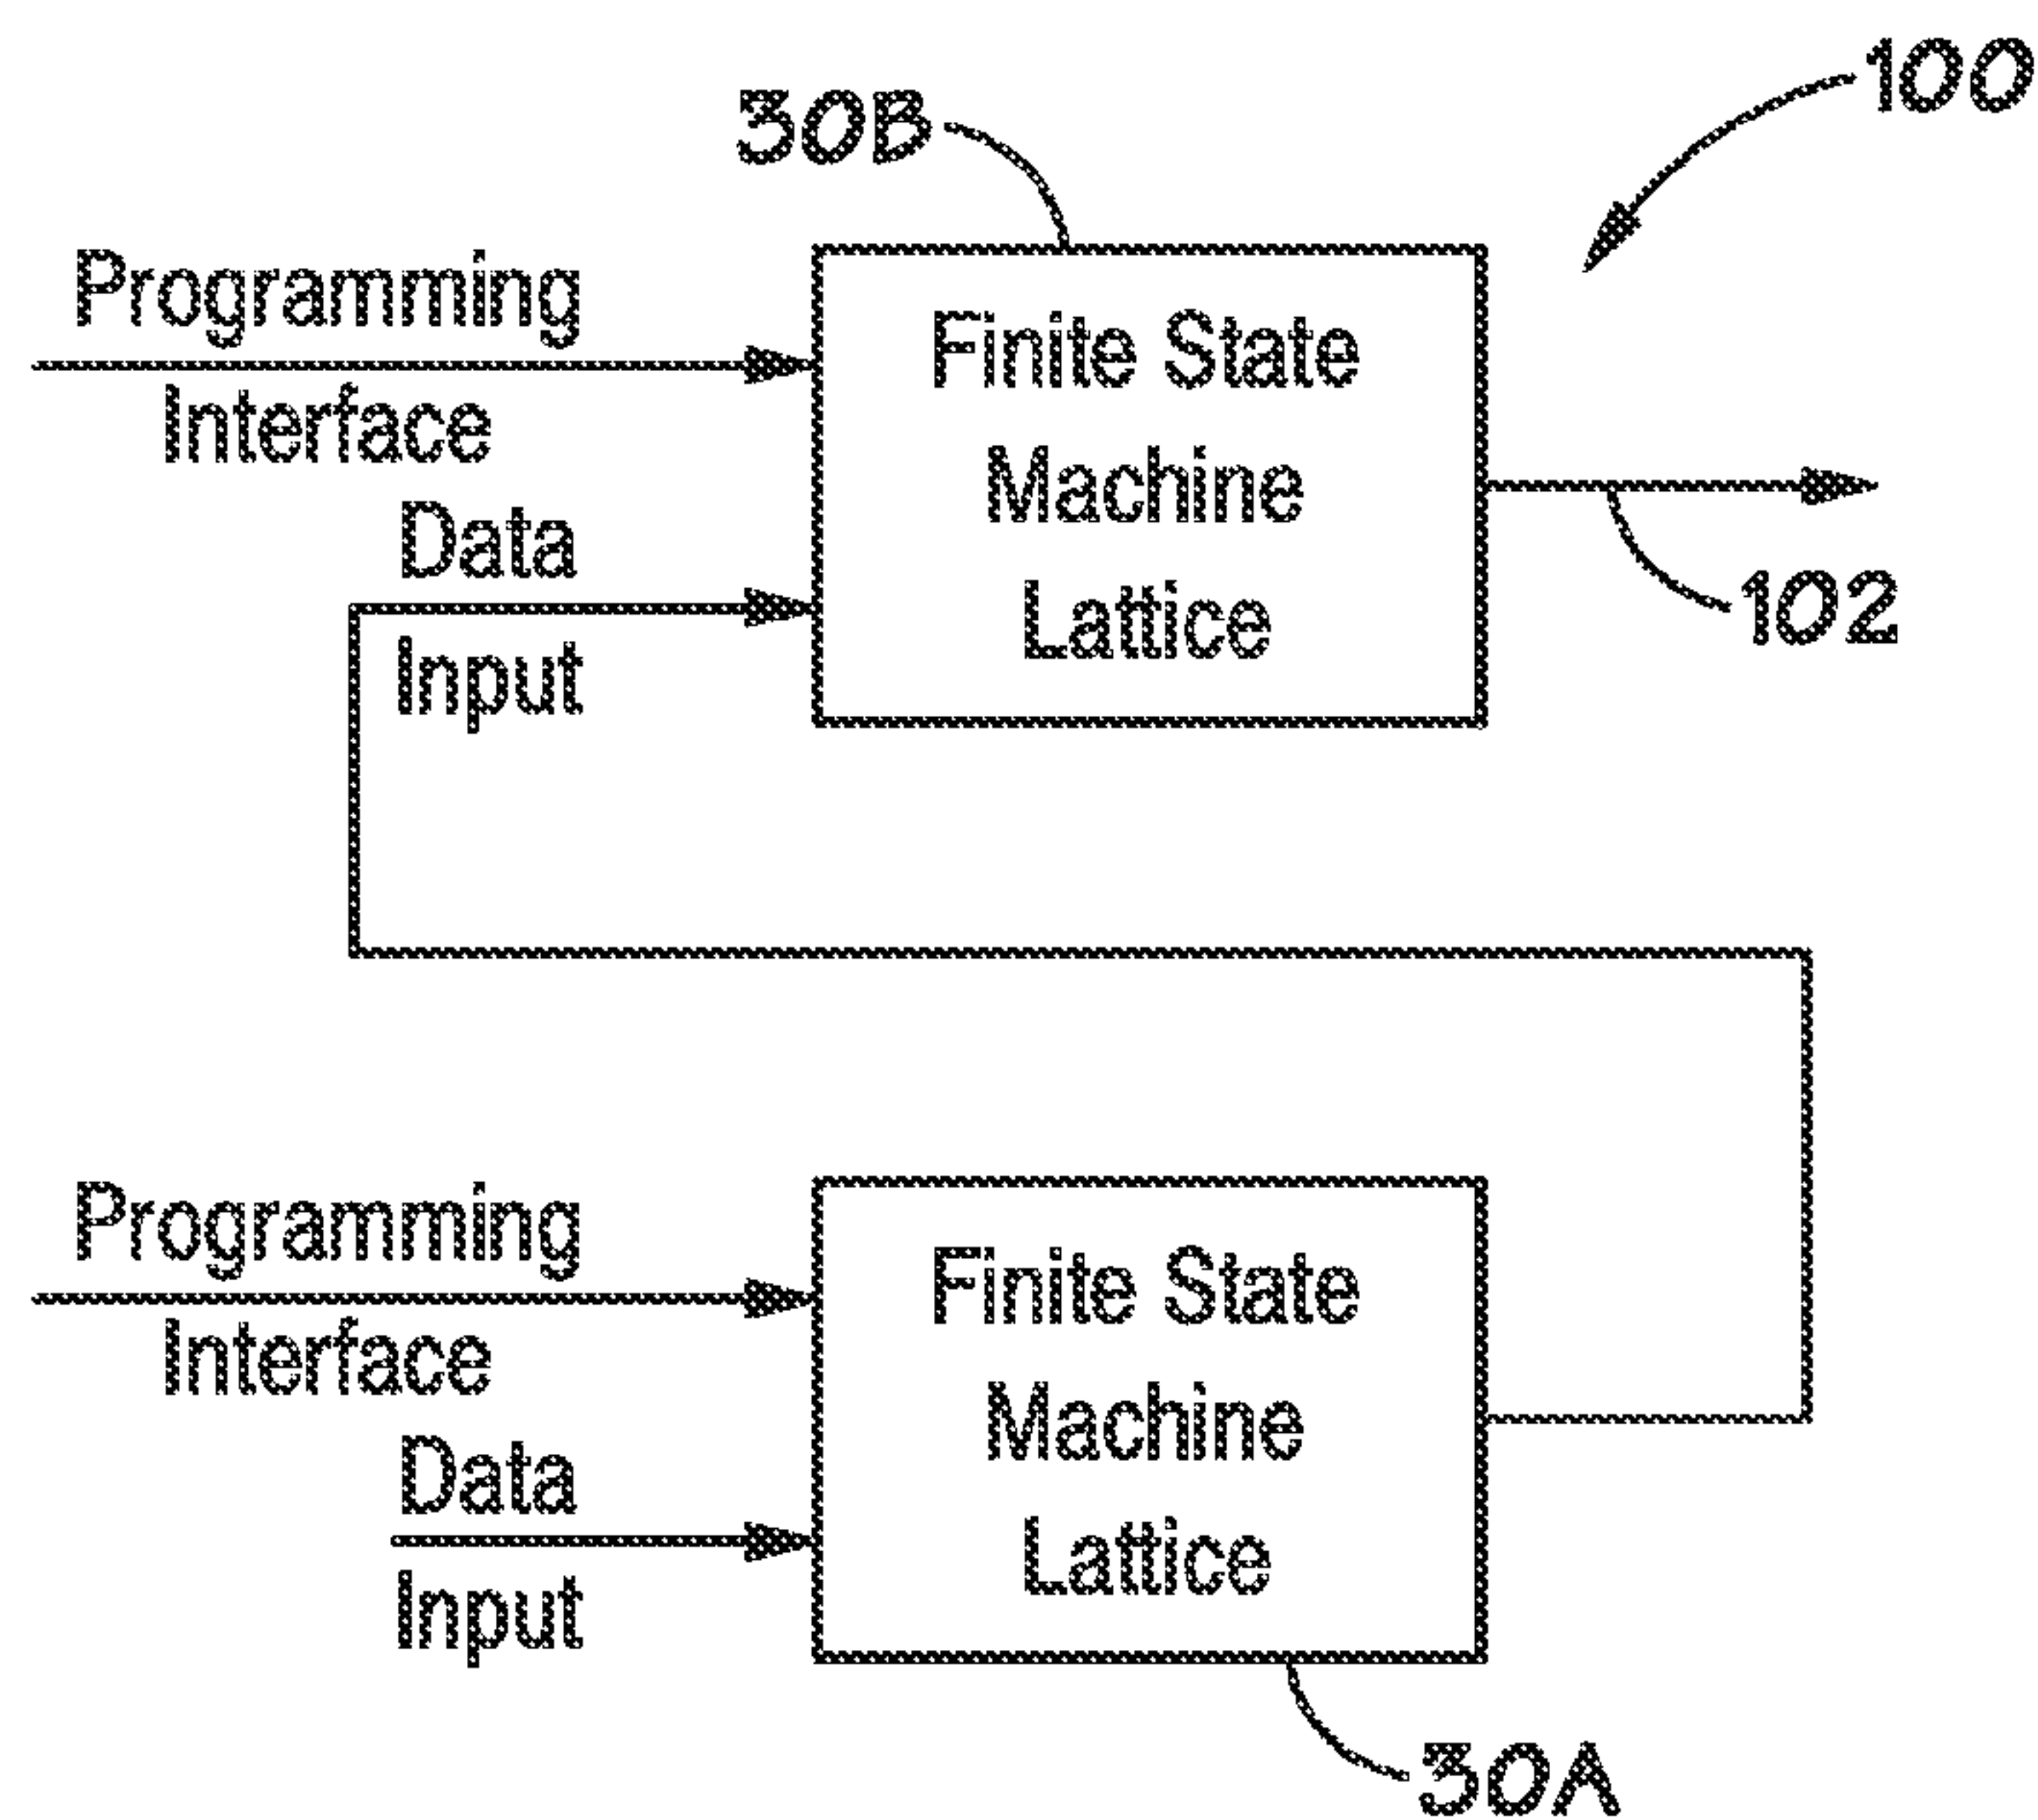 100
30B
Programming
Interface
Data
Input
Finite State
Machine
Lattice
102
Programming
Interface
Data
Input
Finite State
Machine
Lattice
30A